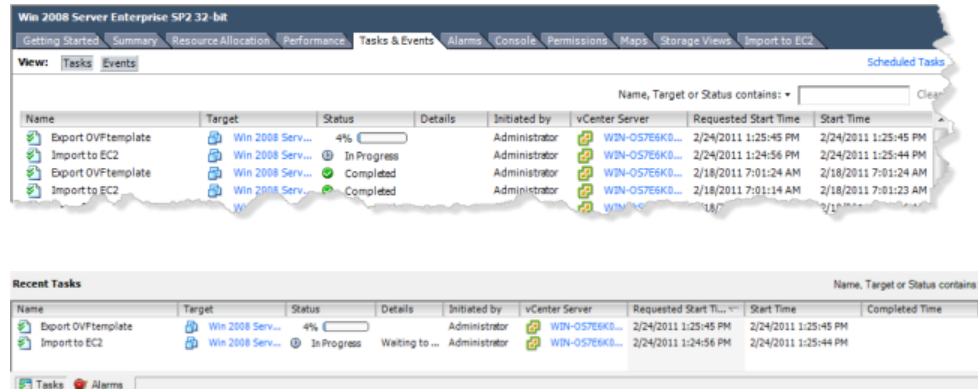 Win 2008 Server Enterprise SP2 32-bit
Getting Started Summary Resource Allocation Performance Tasks & Events Alarms Console Permissions Maps Storage Views Import to EC2
View: Tasks Events Scheduled Tasks
Name, Target or Status contains: Clear
Name Target Status Details Initiated by vCenter Server Requested Start Time Start Time
Export OVF template Win 2008 Serv... 4% Administrator WIN-OS7E6K0... 2/24/2011 1:25:45 PM 2/24/2011 1:25:45 PM
Import to EC2 Win 2008 Serv... In Progress Administrator WIN-OS7E6K0... 2/24/2011 1:24:56 PM 2/24/2011 1:25:44 PM
Export OVF template Win 2008 Serv... Completed Administrator WIN-OS7E6K0... 2/18/2011 7:01:24 AM 2/18/2011 7:01:24 AM
Import to EC2 Win 2008 Serv... Completed Administrator WIN-OS7E6K0... 2/18/2011 7:01:14 AM 2/18/2011 7:01:23 AM
Recent Tasks Name, Target or Status contains
Name Target Status Details Initiated by vCenter Server Requested Start Ti... Start Time Completed Time
Export OVF template Win 2008 Serv... 4% Administrator WIN-OS7E6K0... 2/24/2011 1:25:45 PM 2/24/2011 1:25:45 PM
Import to EC2 Win 2008 Serv... In Progress Waiting to ... Administrator WIN-OS7E6K0... 2/24/2011 1:24:56 PM 2/24/2011 1:25:44 PM
Tasks Alarms